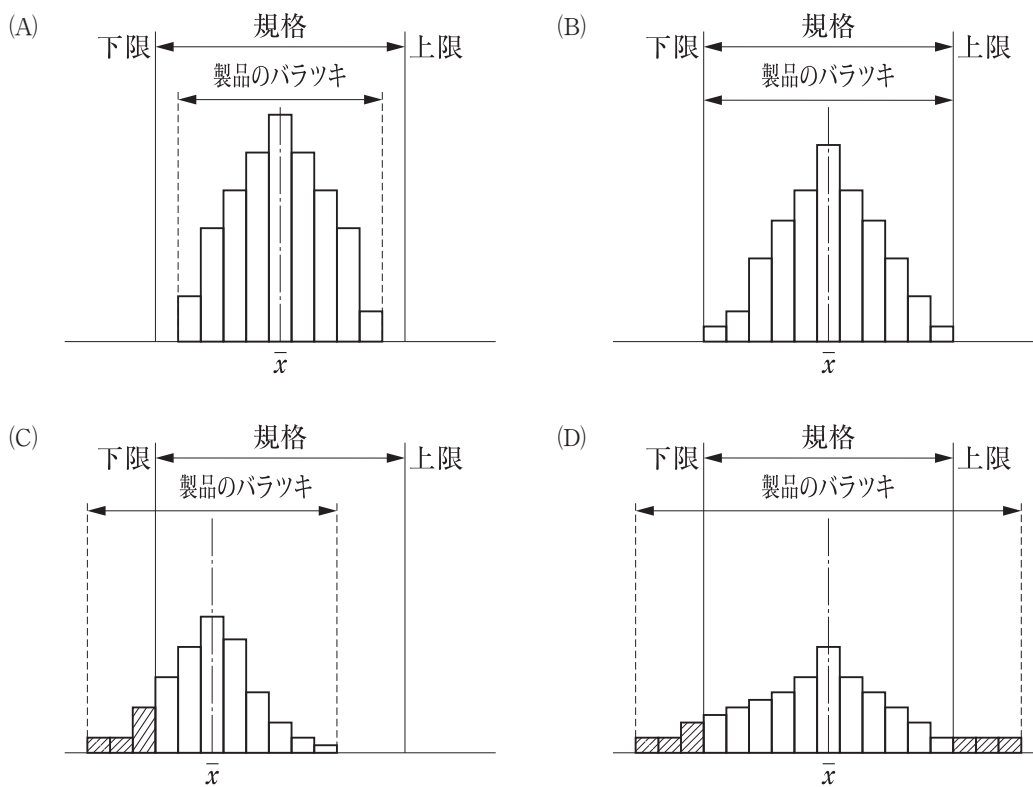 (A)
規格
下限
上限
製品のバラツキ
x̄
(B)
規格
下限
上限
製品のバラツキ
x̄
(C)
規格
下限
上限
製品のバラツキ
x̄
(D)
規格
下限
上限
製品のバラツキ
x̄